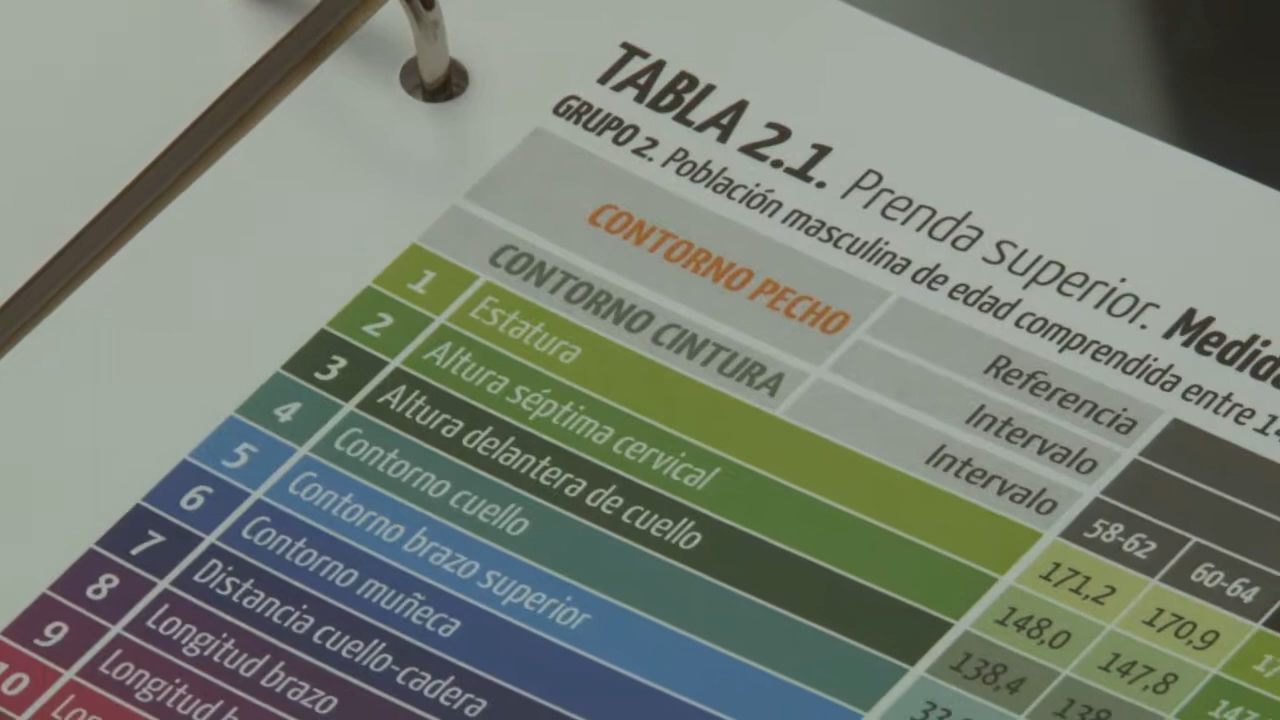 TABLA 2.1. Prenda superior.
GRUPO 2. Población masculina de edad comprendida entre
CONTORNO PECHO
Referencia
Intervalo
CONTORNO CINTURA
Intervalo
58-62 60-64
1 Estatura 171,2 170,9
2 Altura séptima cervical 148,0 147,8
3 Altura delantera de cuello 138,4
4 Contorno cuello
5 Contorno brazo superior
6 Contorno muñeca
7 Distancia cuello-cadera
8 Longitud brazo
9 Longitud
10